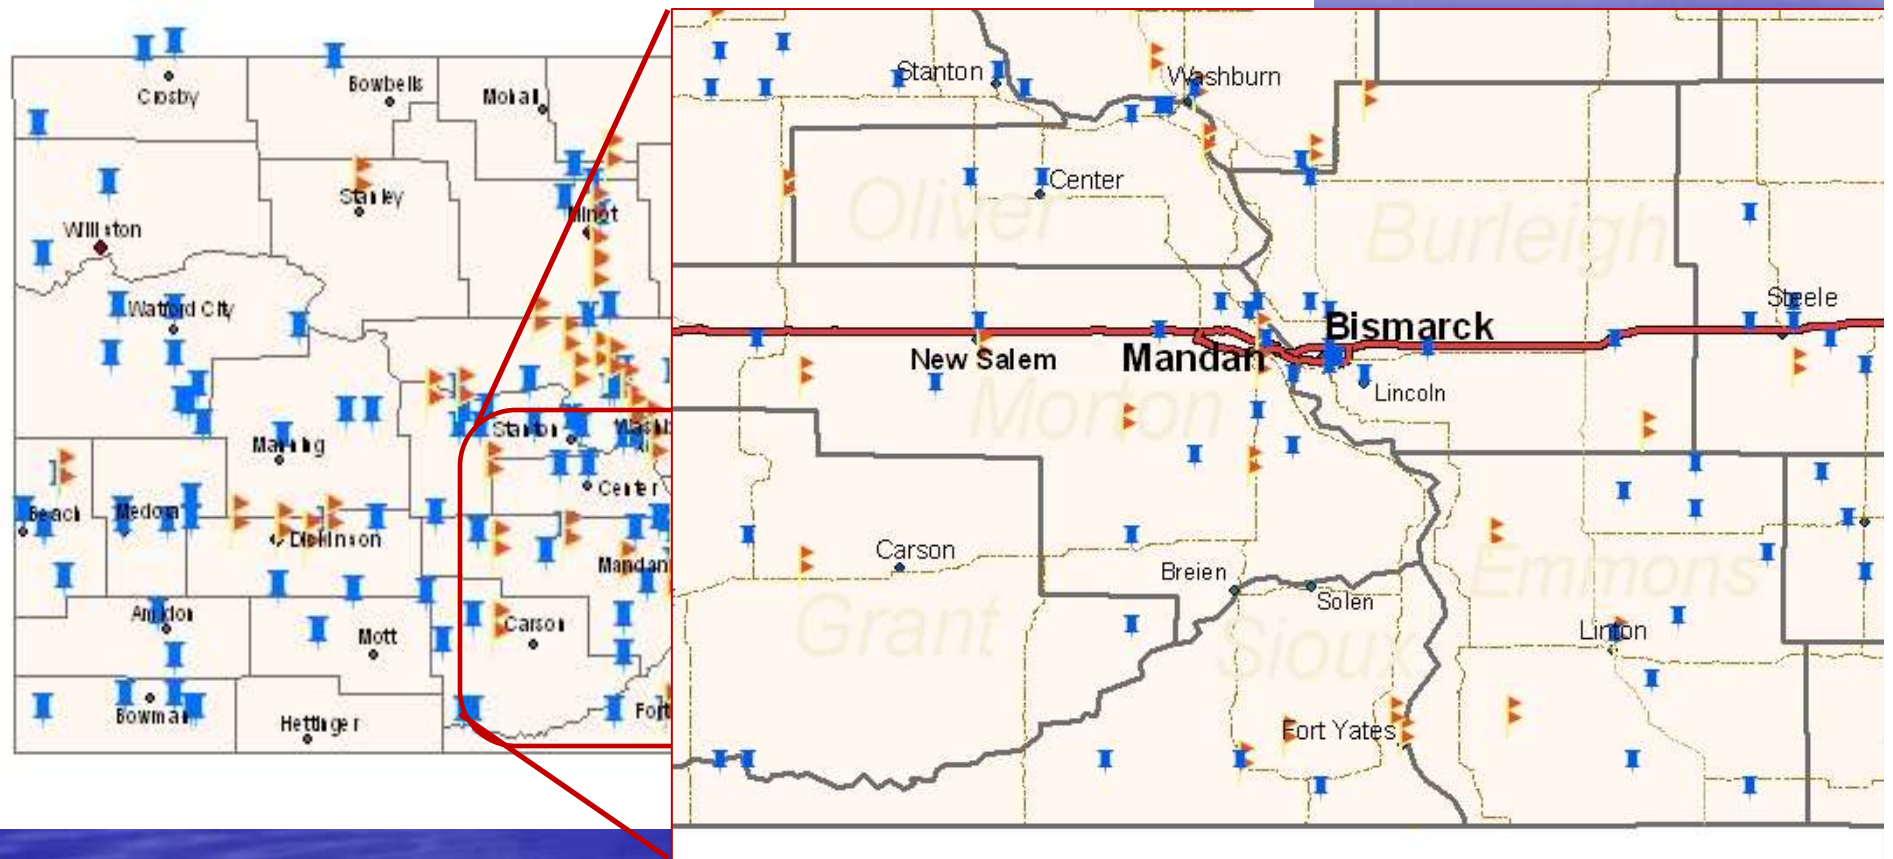 Crosby
Bowbells
Mohall
Stanley
Minot
Williston
Watford City
Stanton
Washb
Manning
Center
Beach
Medora
Dickinson
Mandan
Amidon
Carson
Mott
Bowman
Fort
Hettinger
Stanton
Washburn
Center
Oliver
Burleigh
Steele
Bismarck
New Salem
Mandan
Lincoln
Morton
Carson
Breien
Solen
Emmons
Grant
Sioux
Linton
Fort Yates